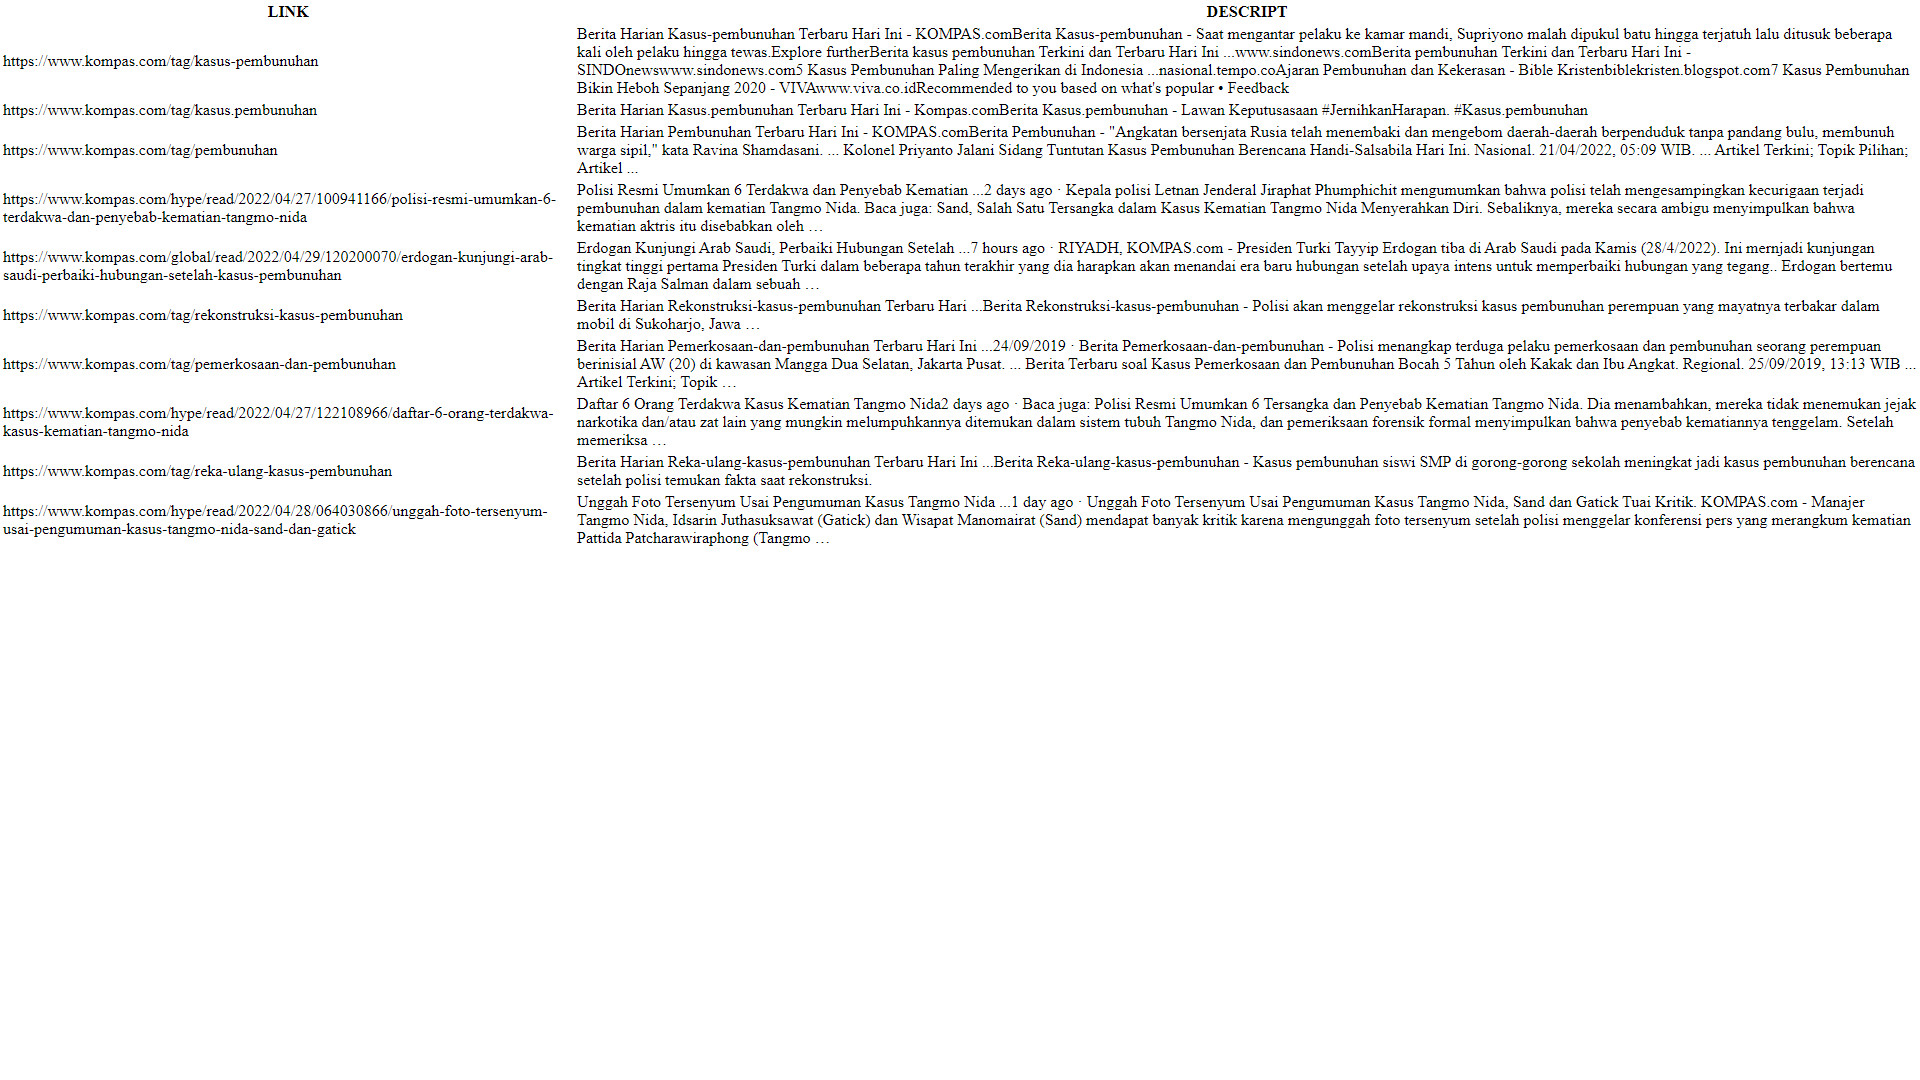 LINK DESCRIPT
https://www.kompas.com/tag/kasus-pembunuhan
Berita Harian Kasus-pembunuhan Terbaru Hari Ini - KOMPAS.comBerita Kasus-pembunuhan - Saat mengantar pelaku ke kamar mandi, Supriyono malah dipukul batu hingga terjatuh lalu ditusuk beberapa
kali oleh pelaku hingga tewas.Explore furtherBerita kasus pembunuhan Terkini dan Terbaru Hari Ini ...www.sindonews.comBerita pembunuhan Terkini dan Terbaru Hari Ini -
SINDOnewswww.sindonews.com5 Kasus Pembunuhan Paling Mengerikan di Indonesia ...nasional.tempo.coAjaran Pembunuhan dan Kekerasan - Bible Kristenbiblekristen.blogspot.com7 Kasus Pembunuhan
Bikin Heboh Sepanjang 2020 - VIVAwww.viva.co.idRecommended to you based on what's popular • Feedback
https://www.kompas.com/tag/kasus.pembunuhan
Berita Harian Kasus.pembunuhan Terbaru Hari Ini - Kompas.comBerita Kasus.pembunuhan - Lawan Keputusasaan #JernihkanHarapan. #Kasus.pembunuhan
https://www.kompas.com/tag/pembunuhan
Berita Harian Pembunuhan Terbaru Hari Ini - KOMPAS.comBerita Pembunuhan - "Angkatan bersenjata Rusia telah menembaki dan mengebom daerah-daerah berpenduduk tanpa pandang bulu, membunuh
warga sipil," kata Ravina Shamdasani. ... Kolonel Priyanto Jalani Sidang Tuntutan Kasus Pembunuhan Berencana Handi-Salsabila Hari Ini. Nasional. 21/04/2022, 05:09 WIB. ... Artikel Terkini; Topik Pilihan;
Artikel ...
https://www.kompas.com/hype/read/2022/04/27/100941166/polisi-resmi-umumkan-6-
terdakwa-dan-penyebab-kematian-tangmo-nida
Polisi Resmi Umumkan 6 Terdakwa dan Penyebab Kematian ...2 days ago · Kepala polisi Letnan Jenderal Jiraphat Phumphichit mengumumkan bahwa polisi telah mengesampingkan kecurigaan terjadi
pembunuhan dalam kematian Tangmo Nida. Baca juga: Sand, Salah Satu Tersangka dalam Kasus Kematian Tangmo Nida Menyerahkan Diri. Sebaliknya, mereka secara ambigu menyimpulkan bahwa
kematian aktris itu disebabkan oleh …
https://www.kompas.com/global/read/2022/04/29/120200070/erdogan-kunjungi-arab-
saudi-perbaiki-hubungan-setelah-kasus-pembunuhan
Erdogan Kunjungi Arab Saudi, Perbaiki Hubungan Setelah ...7 hours ago · RIYADH, KOMPAS.com - Presiden Turki Tayyip Erdogan tiba di Arab Saudi pada Kamis (28/4/2022). Ini mernjadi kunjungan
tingkat tinggi pertama Presiden Turki dalam beberapa tahun terakhir yang dia harapkan akan menandai era baru hubungan setelah upaya intens untuk memperbaiki hubungan yang tegang.. Erdogan bertemu
dengan Raja Salman dalam sebuah …
https://www.kompas.com/tag/rekonstruksi-kasus-pembunuhan
Berita Harian Rekonstruksi-kasus-pembunuhan Terbaru Hari ...Berita Rekonstruksi-kasus-pembunuhan - Polisi akan menggelar rekonstruksi kasus pembunuhan perempuan yang mayatnya terbakar dalam
mobil di Sukoharjo, Jawa …
https://www.kompas.com/tag/pemerkosaan-dan-pembunuhan
Berita Harian Pemerkosaan-dan-pembunuhan Terbaru Hari Ini ...24/09/2019 · Berita Pemerkosaan-dan-pembunuhan - Polisi menangkap terduga pelaku pemerkosaan dan pembunuhan seorang perempuan
berinisial AW (20) di kawasan Mangga Dua Selatan, Jakarta Pusat. ... Berita Terbaru soal Kasus Pemerkosaan dan Pembunuhan Bocah 5 Tahun oleh Kakak dan Ibu Angkat. Regional. 25/09/2019, 13:13 WIB ...
Artikel Terkini; Topik …
https://www.kompas.com/hype/read/2022/04/27/122108966/daftar-6-orang-terdakwa-
kasus-kematian-tangmo-nida
Daftar 6 Orang Terdakwa Kasus Kematian Tangmo Nida2 days ago · Baca juga: Polisi Resmi Umumkan 6 Tersangka dan Penyebab Kematian Tangmo Nida. Dia menambahkan, mereka tidak menemukan jejak
narkotika dan/atau zat lain yang mungkin melumpuhkannya ditemukan dalam sistem tubuh Tangmo Nida, dan pemeriksaan forensik formal menyimpulkan bahwa penyebab kematiannya tenggelam. Setelah
memeriksa …
https://www.kompas.com/tag/reka-ulang-kasus-pembunuhan
Berita Harian Reka-ulang-kasus-pembunuhan Terbaru Hari Ini ...Berita Reka-ulang-kasus-pembunuhan - Kasus pembunuhan siswi SMP di gorong-gorong sekolah meningkat jadi kasus pembunuhan berencana
setelah polisi temukan fakta saat rekonstruksi.
https://www.kompas.com/hype/read/2022/04/28/064030866/unggah-foto-tersenyum-
usai-pengumuman-kasus-tangmo-nida-sand-dan-gatick
Unggah Foto Tersenyum Usai Pengumuman Kasus Tangmo Nida ...1 day ago · Unggah Foto Tersenyum Usai Pengumuman Kasus Tangmo Nida, Sand dan Gatick Tuai Kritik. KOMPAS.com - Manajer
Tangmo Nida, Idsarin Juthasuksawat (Gatick) dan Wisapat Manomairat (Sand) mendapat banyak kritik karena mengunggah foto tersenyum setelah polisi menggelar konferensi pers yang merangkum kematian
Pattida Patcharawiraphong (Tangmo …